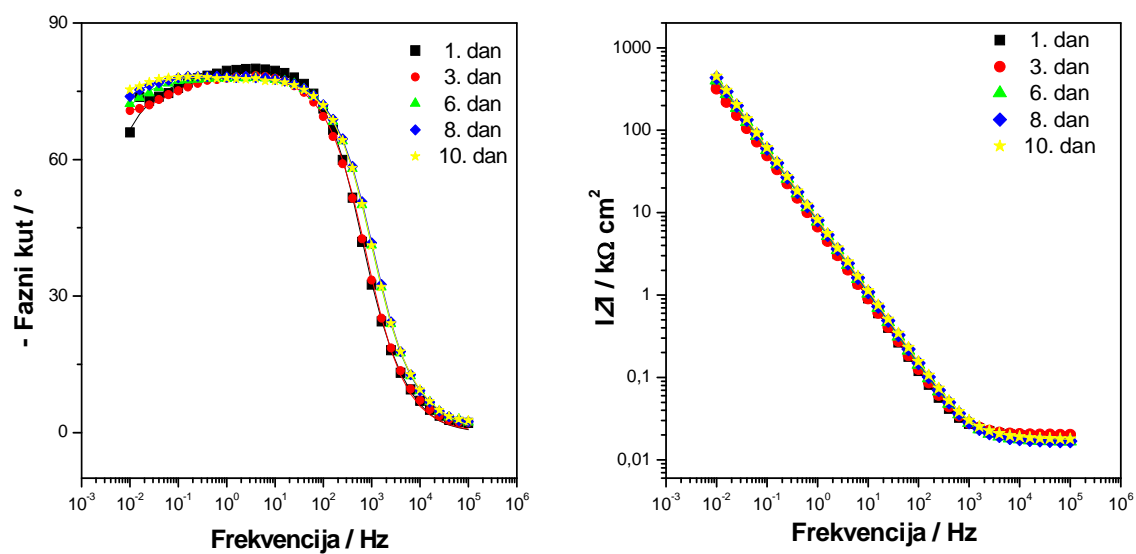 90
60
30
0
- Fazni kut / °
1. dan
3. dan
6. dan
8. dan
10. dan
10-3 10-2 10-1 100 101 102 103 104 105 106
Frekvencija / Hz
1000
100
10
1
0,1
0,01
IZI / kΩ cm2
1. dan
3. dan
6. dan
8. dan
10. dan
10-3 10-2 10-1 100 101 102 103 104 105 106
Frekvencija / Hz